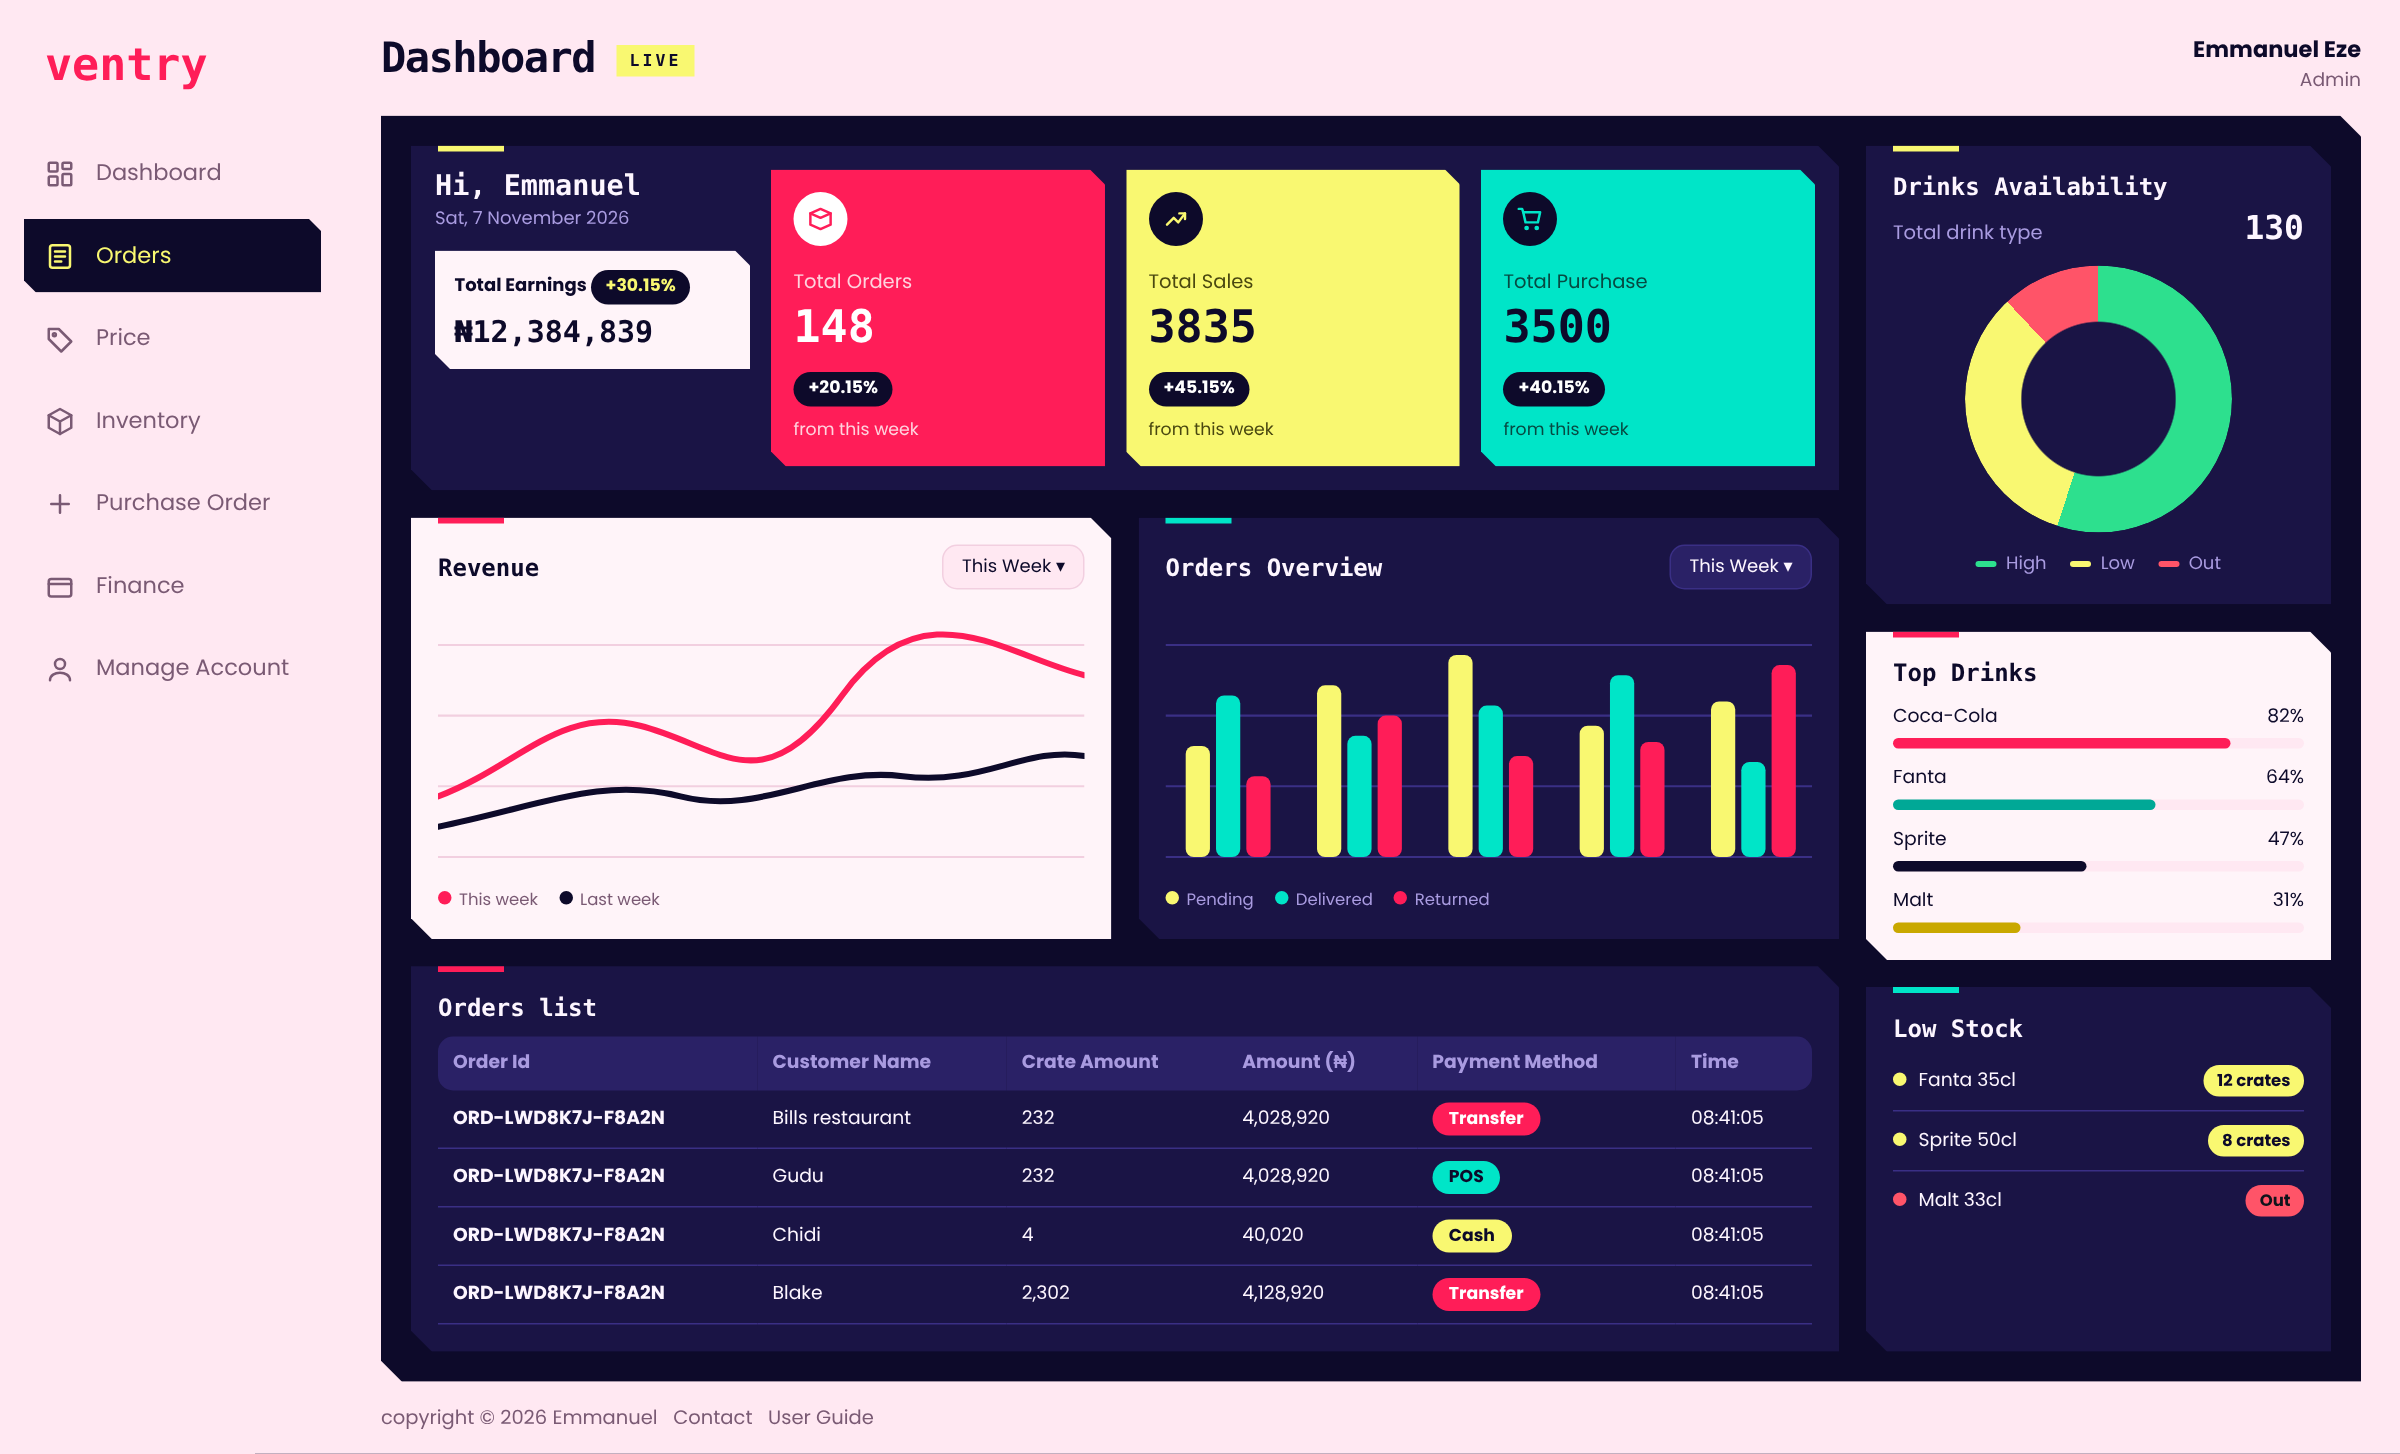 ventry
Dashboard
Orders
Price
Inventory
Purchase Order
Finance
Manage Account
Dashboard LIVE
Emmanuel Eze
Admin
Hi, Emmanuel
Sat, 7 November 2026
Total Earnings +30.15%
₦12,384,839
Total Orders
148
+20.15%
from this week
Total Sales
3835
+45.15%
from this week
Total Purchase
3500
+40.15%
from this week
Drinks Availability
Total drink type 130
High Low Out
Revenue This Week ▾
This week Last week
Orders Overview This Week ▾
Pending Delivered Returned
Top Drinks
Coca-Cola 82%
Fanta 64%
Sprite 47%
Malt 31%
Orders list
Order Id Customer Name Crate Amount Amount (₦) Payment Method Time
ORD-LWD8K7J-F8A2N Bills restaurant 232 4,028,920 Transfer 08:41:05
ORD-LWD8K7J-F8A2N Gudu 232 4,028,920 POS 08:41:05
ORD-LWD8K7J-F8A2N Chidi 4 40,020 Cash 08:41:05
ORD-LWD8K7J-F8A2N Blake 2,302 4,128,920 Transfer 08:41:05
Low Stock
Fanta 35cl 12 crates
Sprite 50cl 8 crates
Malt 33cl Out
copyright © 2026 Emmanuel Contact User Guide